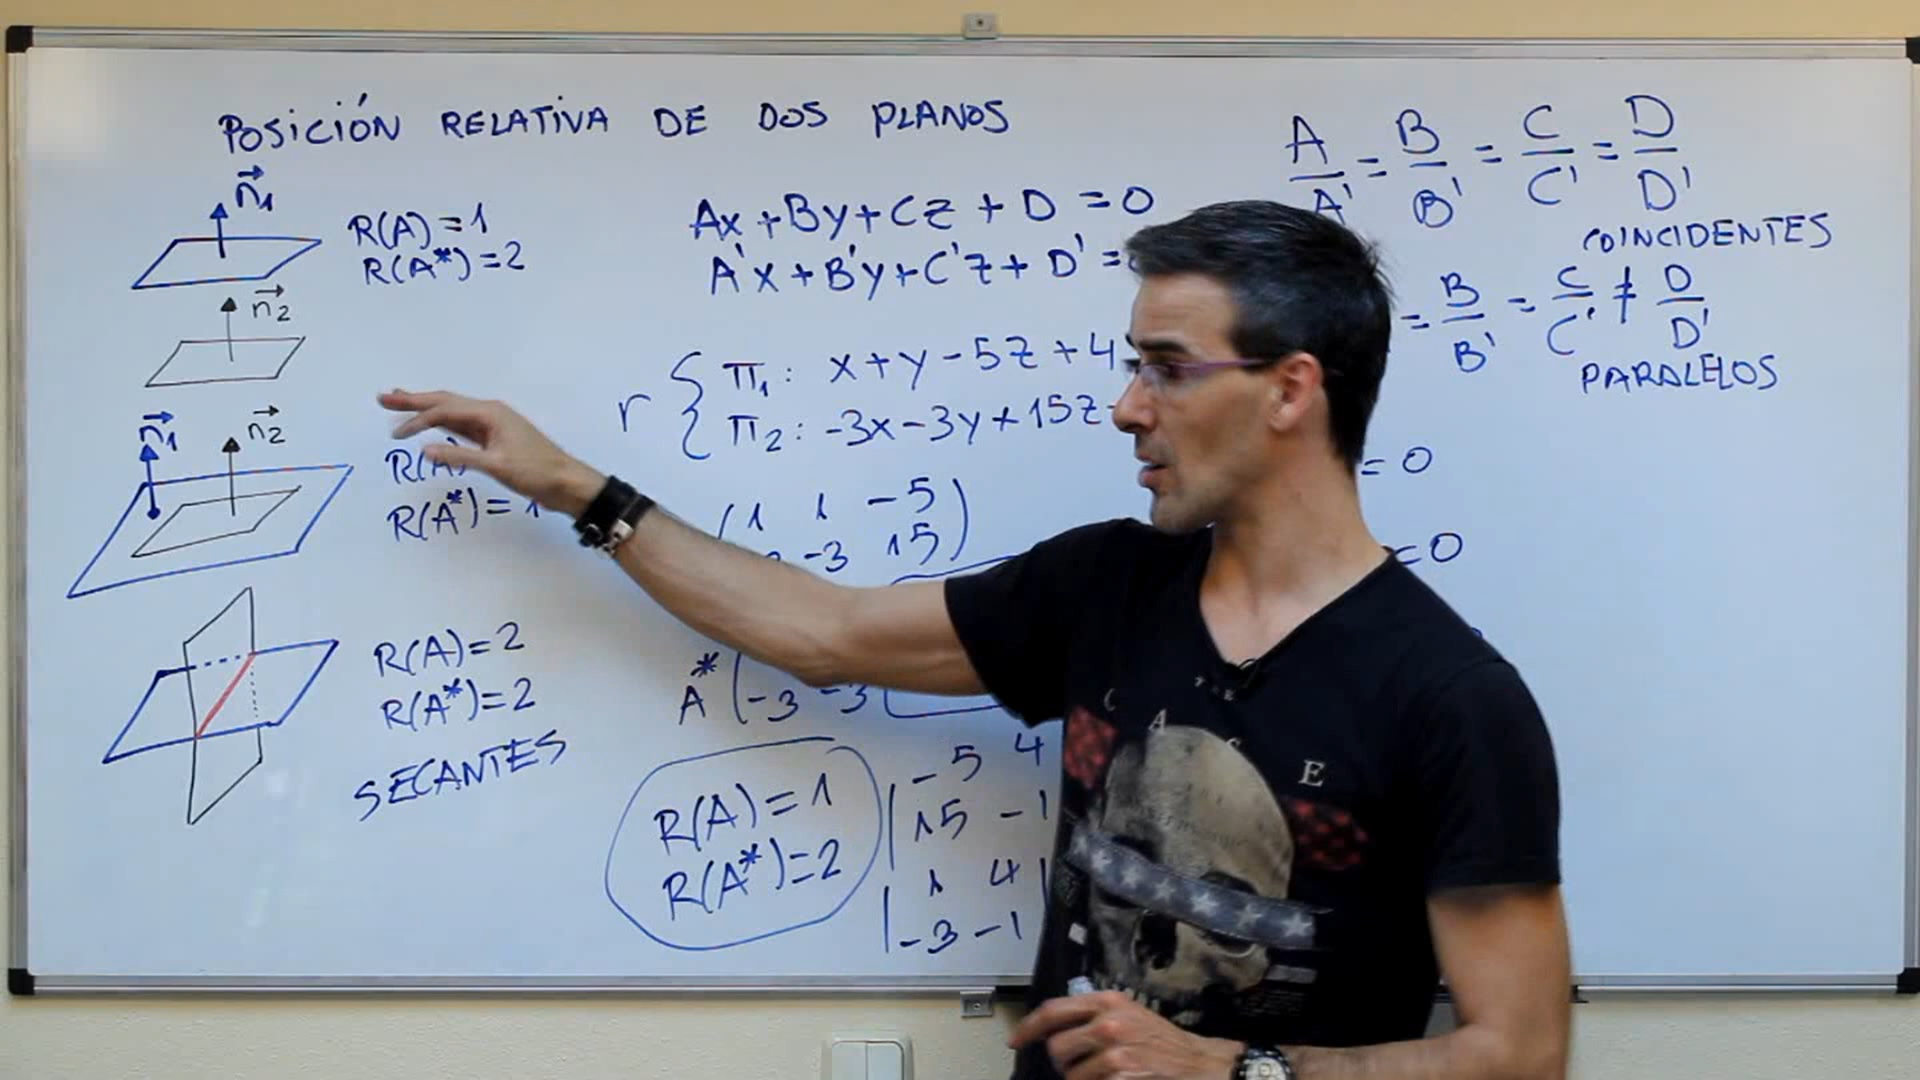 POSICIÓN RELATIVA DE DOS PLANOS
n1
R(A)=1
R(A*)=2
n2
n1
n2
R(A)
R(A*)=1
R(A)=2
R(A*)=2
SECANTES
Ax+By+Cz+D=0
A'x+B'y+C'z+D'=
r { π1: x+y-5z+4
π2: -3x-3y+15z
1 1 -5
-3 15
A* -3 -3
R(A)=1
R(A*)=2
-5 4
15 -1
1 4
-3 -1
A/A' = B/B' = C/C' = D/D'
COINCIDENTES
= B/B' = C/C' ≠ D/D'
PARALELOS
=0
=0
C A S E